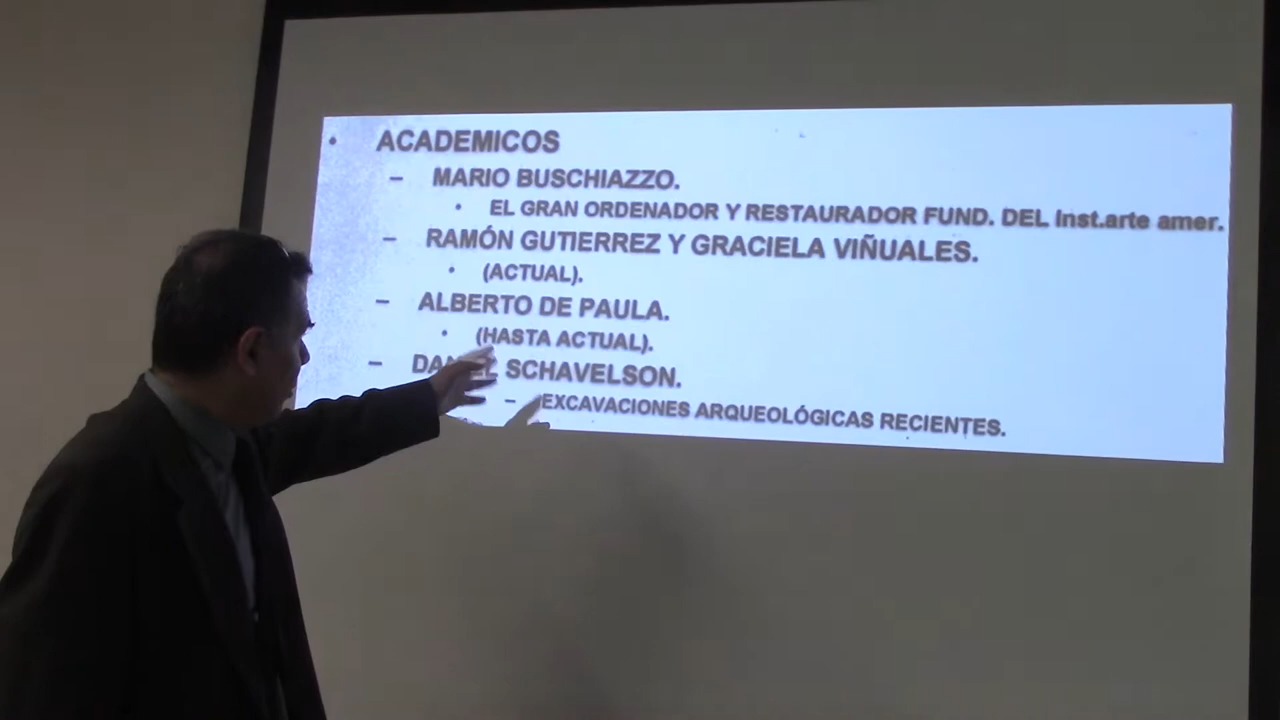 • ACADEMICOS
– MARIO BUSCHIAZZO.
• EL GRAN ORDENADOR Y RESTAURADOR FUND. DEL Inst.arte amer.
– RAMÓN GUTIERREZ Y GRACIELA VIÑUALES.
• (ACTUAL).
– ALBERTO DE PAULA.
• (HASTA ACTUAL).
– SCHAVELSON.
– EXCAVACIONES ARQUEOLÓGICAS RECIENTES.